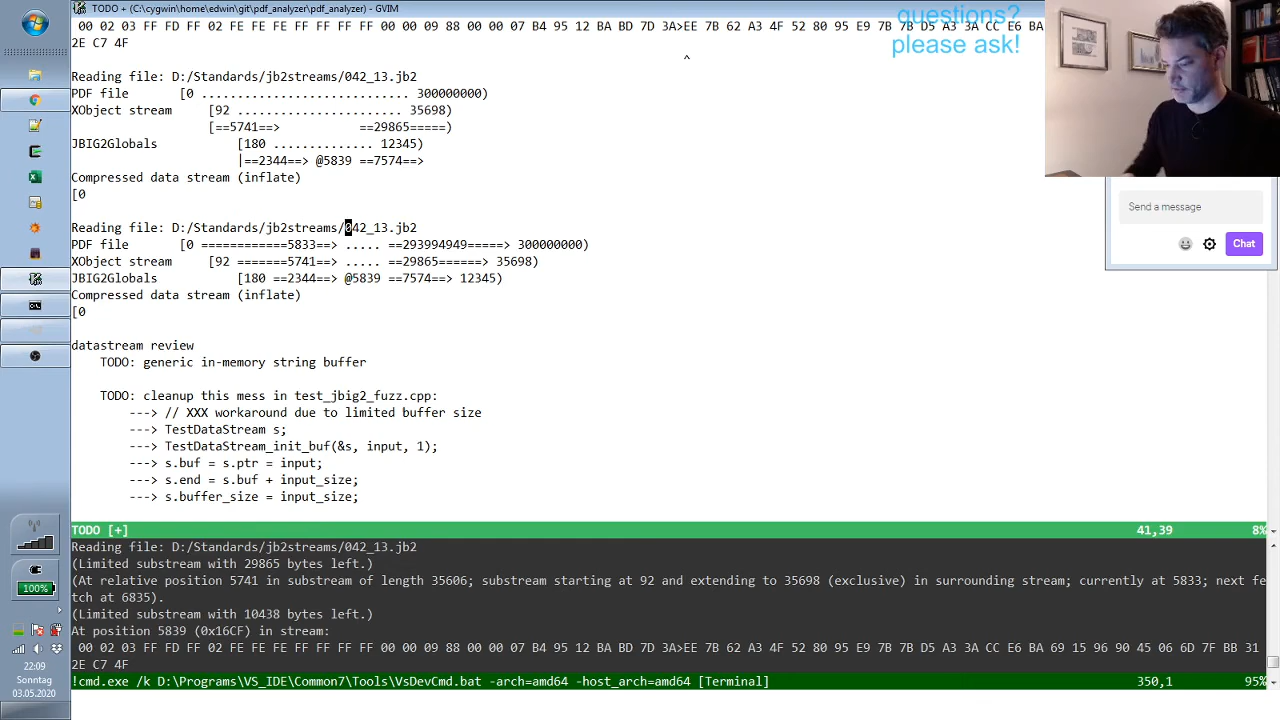 TODO + (C:\cygwin\home\edwin\git\pdf_analyzer\pdf_analyzer) - GVIM
00 02 03 FF FD FF 02 FE FE FE FE FF FF FF FF 00 00 09 88 00 00 07 B4 95 12 BA BD 7D 3A>EE 7B 62 A3 4F 52 80 95 E9 7B 7B D5 A3 3A CC E6 BA
2E C7 4F
questions?
please ask!
^
Reading file: D:/Standards/jb2streams/042_13.jb2
PDF file     [0 ............................. 300000000)
XObject stream     [92 ........................ 35698)
[==5741==>           ==29865=====)
JBIG2Globals           [180 .............. 12345)
|==2344==> @5839 ==7574==>
Compressed data stream (inflate)
[0
Reading file: D:/Standards/jb2streams/042_13.jb2
PDF file     [0 ============5833==> ..... ==293994949=====> 300000000)
XObject stream     [92 =======5741==> ..... ==29865======> 35698)
JBIG2Globals           [180 ==2344==> @5839 ==7574==> 12345)
Compressed data stream (inflate)
[0
datastream review
TODO: generic in-memory string buffer
TODO: cleanup this mess in test_jbig2_fuzz.cpp:
---> // XXX workaround due to limited buffer size
---> TestDataStream s;
---> TestDataStream_init_buf(&s, input, 1);
---> s.buf = s.ptr = input;
---> s.end = s.buf + input_size;
---> s.buffer_size = input_size;
TODO [+] 41,39 8%
Reading file: D:/Standards/jb2streams/042_13.jb2
(Limited substream with 29865 bytes left.)
(At relative position 5741 in substream of length 35606; substream starting at 92 and extending to 35698 (exclusive) in surrounding stream; currently at 5833; next fe
tch at 6835).
(Limited substream with 10438 bytes left.)
At position 5839 (0x16CF) in stream:
00 02 03 FF FD FF 02 FE FE FE FE FF FF FF FF 00 00 09 88 00 00 07 B4 95 12 BA BD 7D 3A>EE 7B 62 A3 4F 52 80 95 E9 7B 7B D5 A3 3A CC E6 BA 69 15 96 90 45 06 6D 7F BB 31
2E C7 4F
!cmd.exe /k D:\Programs\VS_IDE\Common7\Tools\VsDevCmd.bat -arch=amd64 -host_arch=amd64 [Terminal] 350,1 95%
Send a message
Chat
100%
22:09
Sonntag
03.05.2020